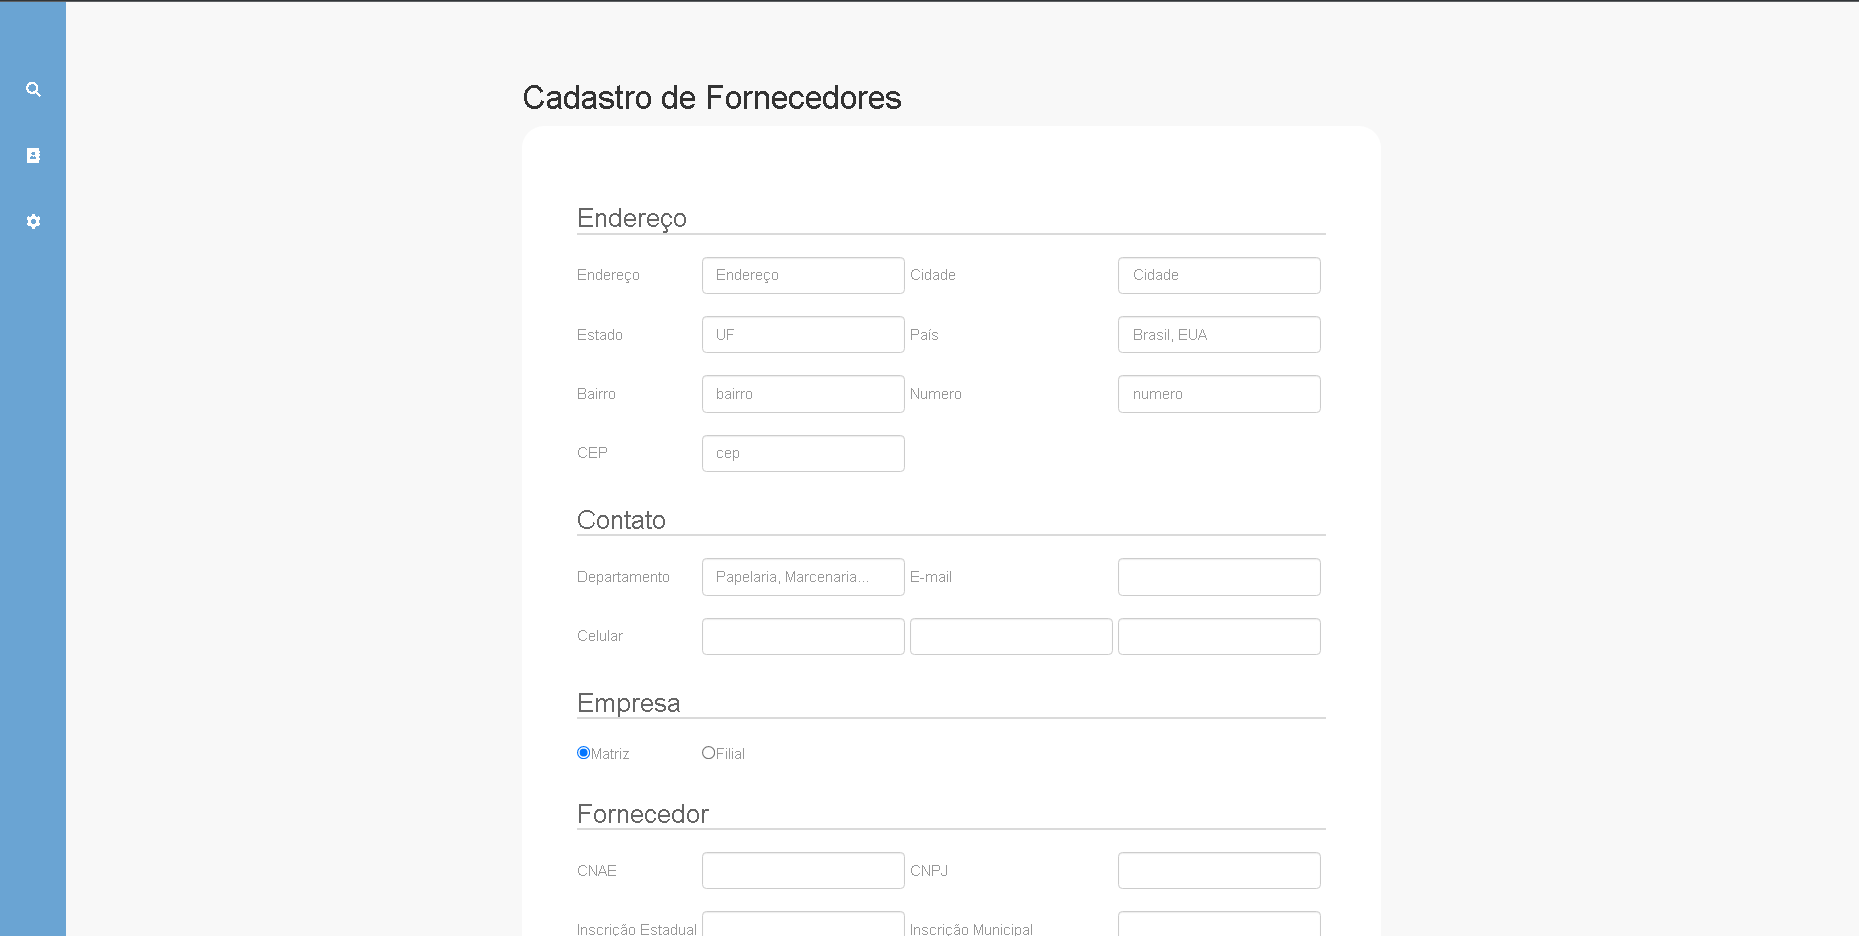 Cadastro de Fornecedores
Endereço
Endereço Endereço Cidade Cidade
Estado UF País Brasil, EUA
Bairro bairro Numero numero
CEP cep
Contato
Departamento Papelaria, Marcenaria... E-mail
Celular
Empresa
Matriz Filial
Fornecedor
CNAE CNPJ
Inscrição Estadual Inscrição Municipal